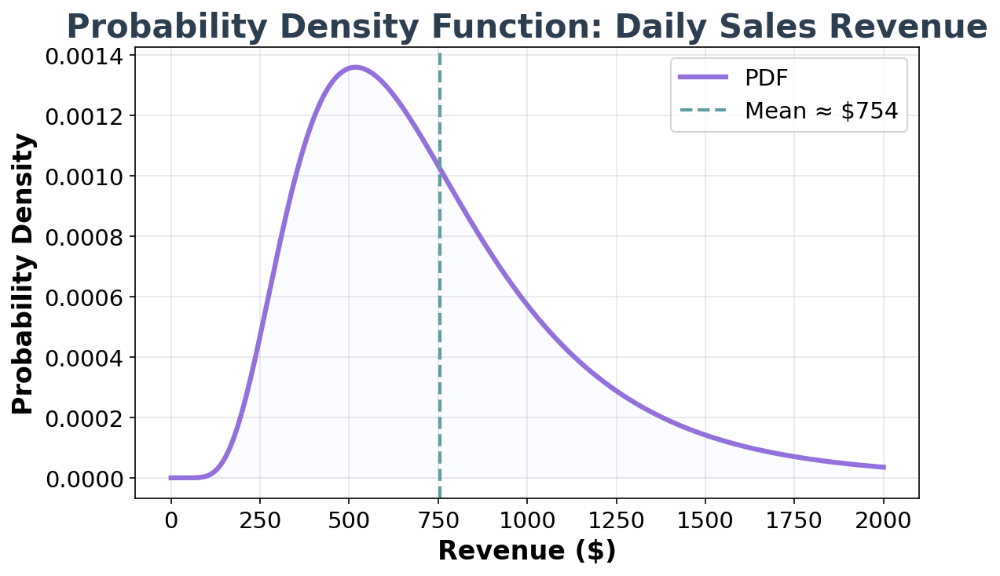 Probability Density Function: Daily Sales Revenue
PDF
Mean ≈ $754
Probability Density
0.0014
0.0012
0.0010
0.0008
0.0006
0.0004
0.0002
0.0000
0 250 500 750 1000 1250 1500 1750 2000
Revenue ($)